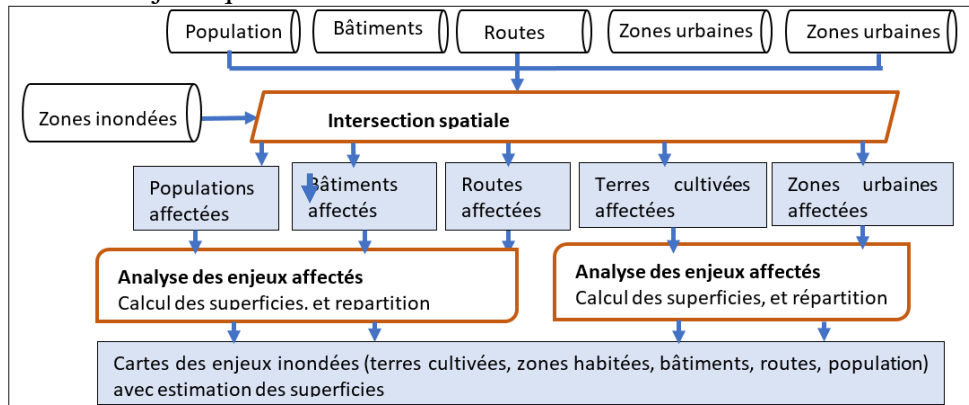 Population
Bâtiments
Routes
Zones urbaines
Zones urbaines
Zones inondées
Intersection spatiale
Populations
affectées
Bâtiments
affectés
Routes
affectées
Terres cultivées
affectées
Zones urbaines
affectées
Analyse des enjeux affectés
Calcul des superficies, et repartition
Analyse des enjeux affectés
Calcul des superficies, et répartition
Cartes des enjeux inondées (terres cultivées, zones habitées, bâtiments, routes, population)
avec estimation des superficies